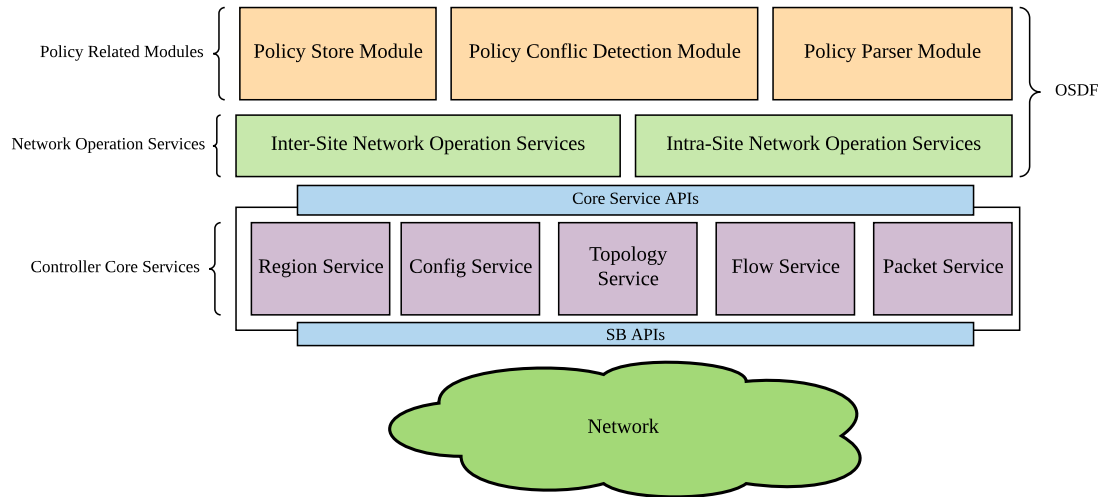 Policy Related Modules
Policy Store Module
Policy Conflic Detection Module
Policy Parser Module
OSDF
Network Operation Services
Inter-Site Network Operation Services
Intra-Site Network Operation Services
Core Service APIs
Controller Core Services
Region Service
Config Service
Topology
Service
Flow Service
Packet Service
SB APIs
Network